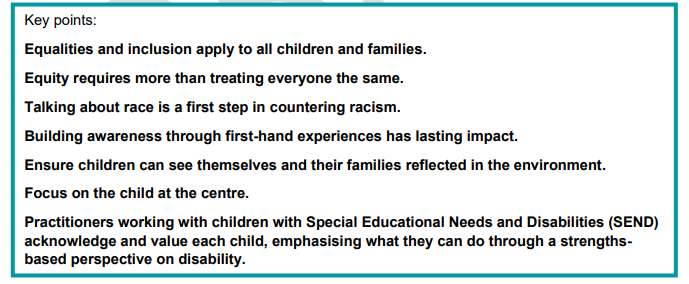 Key points:
Equalities and inclusion apply to all children and families.
Equity requires more than treating everyone the same.
Talking about race is a first step in countering racism.
Building awareness through first-hand experiences has lasting impact.
Ensure children can see themselves and their families reflected in the environment.
Focus on the child at the centre.
Practitioners working with children with Special Educational Needs and Disabilities (SEND)
acknowledge and value each child, emphasising what they can do through a strengths-
based perspective on disability.